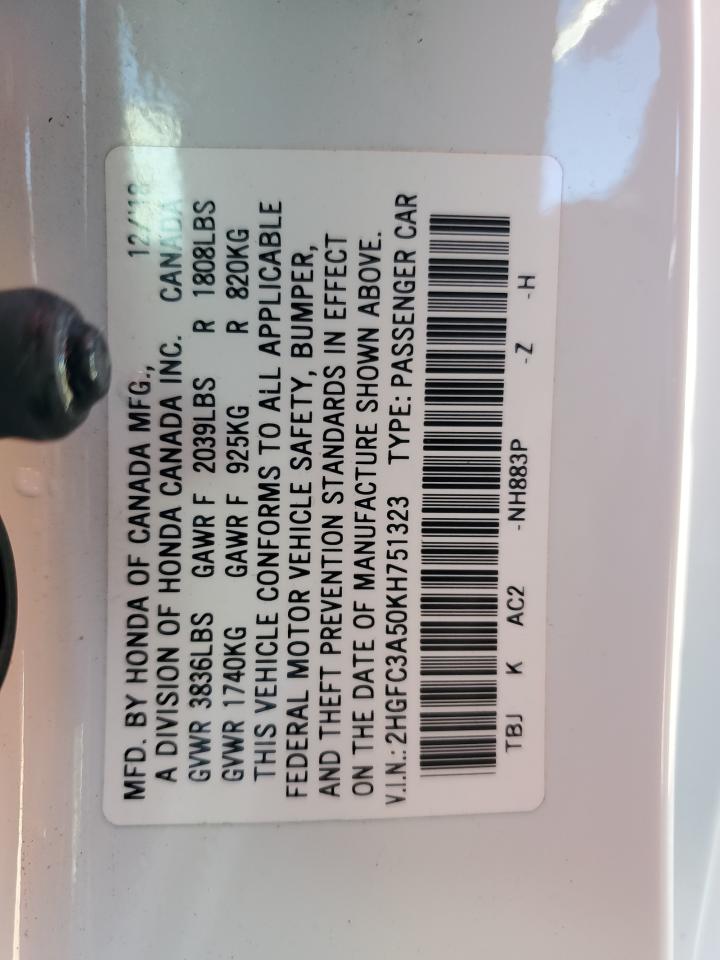 MFD. BY HONDA OF CANADA MFG., 12/'18
A DIVISION OF HONDA CANADA INC. CANADA
GVWR 3836LBS GAWR F 2039LBS R 1808LBS
GVWR 1740KG GAWR F 925KG R 820KG
THIS VEHICLE CONFORMS TO ALL APPLICABLE
FEDERAL MOTOR VEHICLE SAFETY, BUMPER,
AND THEFT PREVENTION STANDARDS IN EFFECT
ON THE DATE OF MANUFACTURE SHOWN ABOVE.
V.I.N.: 2HGFC3A50KH751323 TYPE: PASSENGER CAR
TBJ K AC2 -NH883P -Z -H